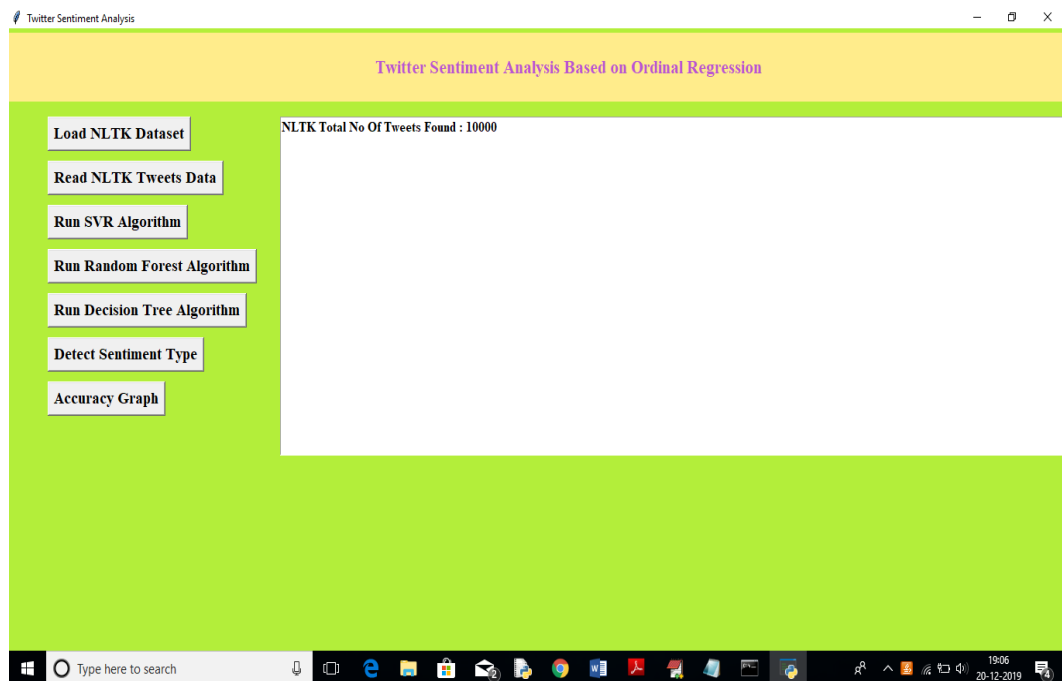 Twitter Sentiment Analysis
Twitter Sentiment Analysis Based on Ordinal Regression
Load NLTK Dataset
NLTK Total No Of Tweets Found : 10000
Read NLTK Tweets Data
Run SVR Algorithm
Run Random Forest Algorithm
Run Decision Tree Algorithm
Detect Sentiment Type
Accuracy Graph
Type here to search
2
19:06
20-12-2019
4